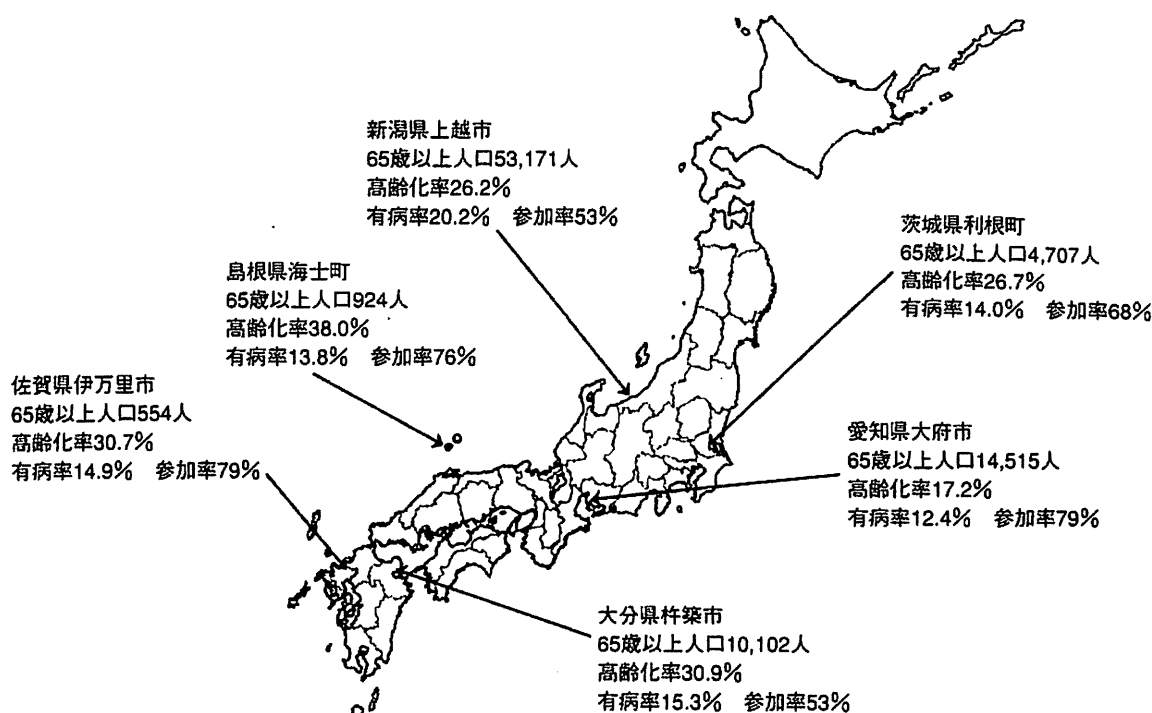 新潟県上越市
65歳以上人口53,171人
高齢化率26.2%
有病率20.2%　参加率53%
茨城県利根町
65歳以上人口4,707人
高齢化率26.7%
有病率14.0%　参加率68%
島根県海士町
65歳以上人口924人
高齢化率38.0%
有病率13.8%　参加率76%
佐賀県伊万里市
65歳以上人口554人
高齢化率30.7%
有病率14.9%　参加率79%
愛知県大府市
65歳以上人口14,515人
高齢化率17.2%
有病率12.4%　参加率79%
大分県杵築市
65歳以上人口10,102人
高齢化率30.9%
有病率15.3%　参加率53%